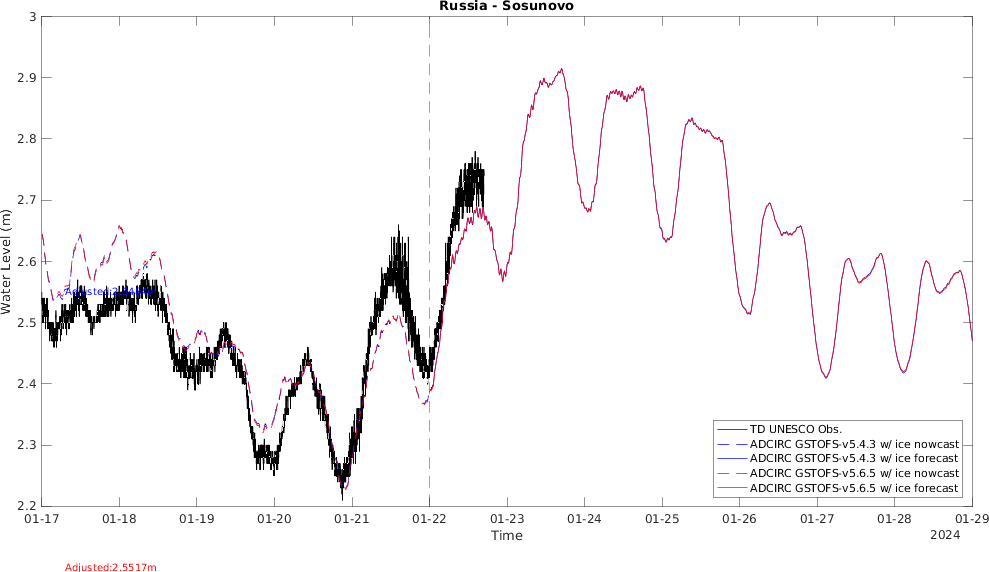 Russia - Sosunovo
Water Level (m)
3
2.9
2.8
2.7
2.6
2.5
2.4
2.3
2.2
TD UNESCO Obs.
ADCIRC GSTOFS-v5.4.3 w/ ice nowcast
ADCIRC GSTOFS-v5.4.3 w/ ice forecast
ADCIRC GSTOFS-v5.6.5 w/ ice nowcast
ADCIRC GSTOFS-v5.6.5 w/ ice forecast
01-17 01-18 01-19 01-20 01-21 01-22 01-23 01-24 01-25 01-26 01-27 01-28 01-29
Time
2024
Adjusted:2.5517m